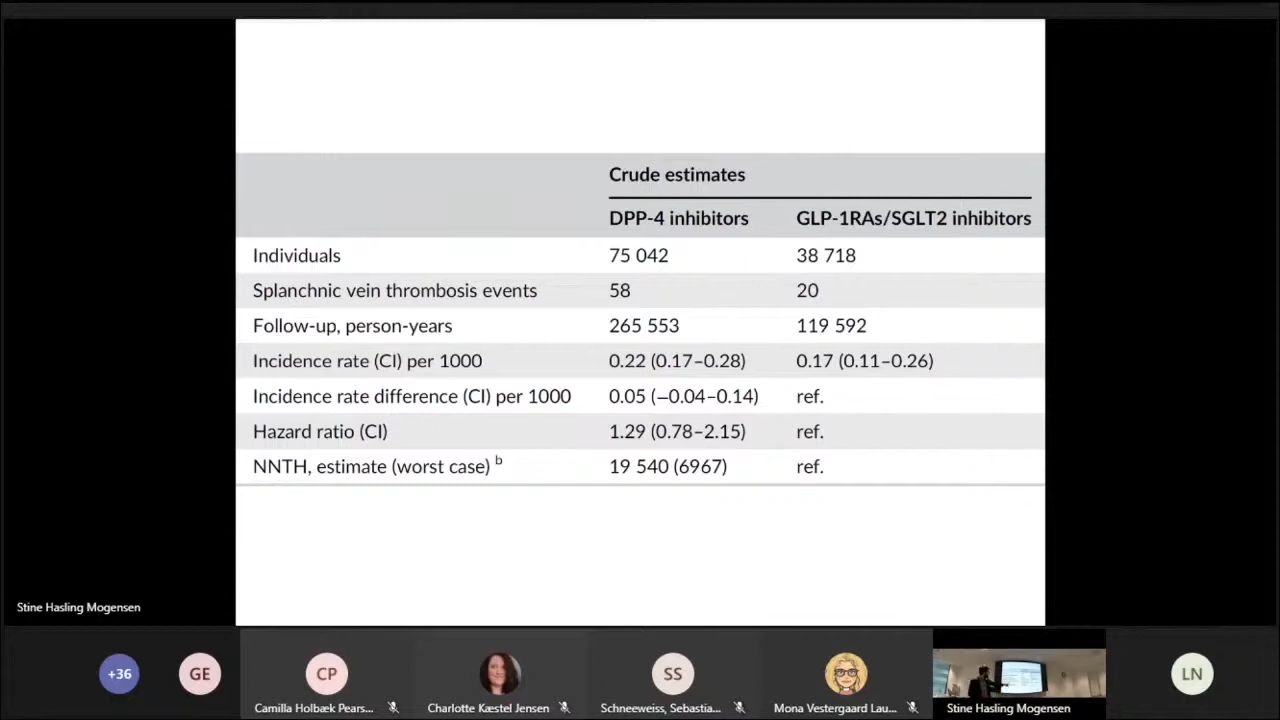 Crude estimates
DPP-4 inhibitors GLP-1RAs/SGLT2 inhibitors
Individuals 75 042 38 718
Splanchnic vein thrombosis events 58 20
Follow-up, person-years 265 553 119 592
Incidence rate (CI) per 1000 0.22 (0.17–0.28) 0.17 (0.11–0.26)
Incidence rate difference (CI) per 1000 0.05 (−0.04–0.14) ref.
Hazard ratio (CI) 1.29 (0.78–2.15) ref.
NNTH, estimate (worst case) b 19 540 (6967) ref.
Stine Hasling Mogensen
+36 GE CP SS LN
Camilla Holbæk Pears... Charlotte Kæstel Jensen Schneeweiss, Sebastia... Mona Vestergaard Lau... Stine Hasling Mogensen